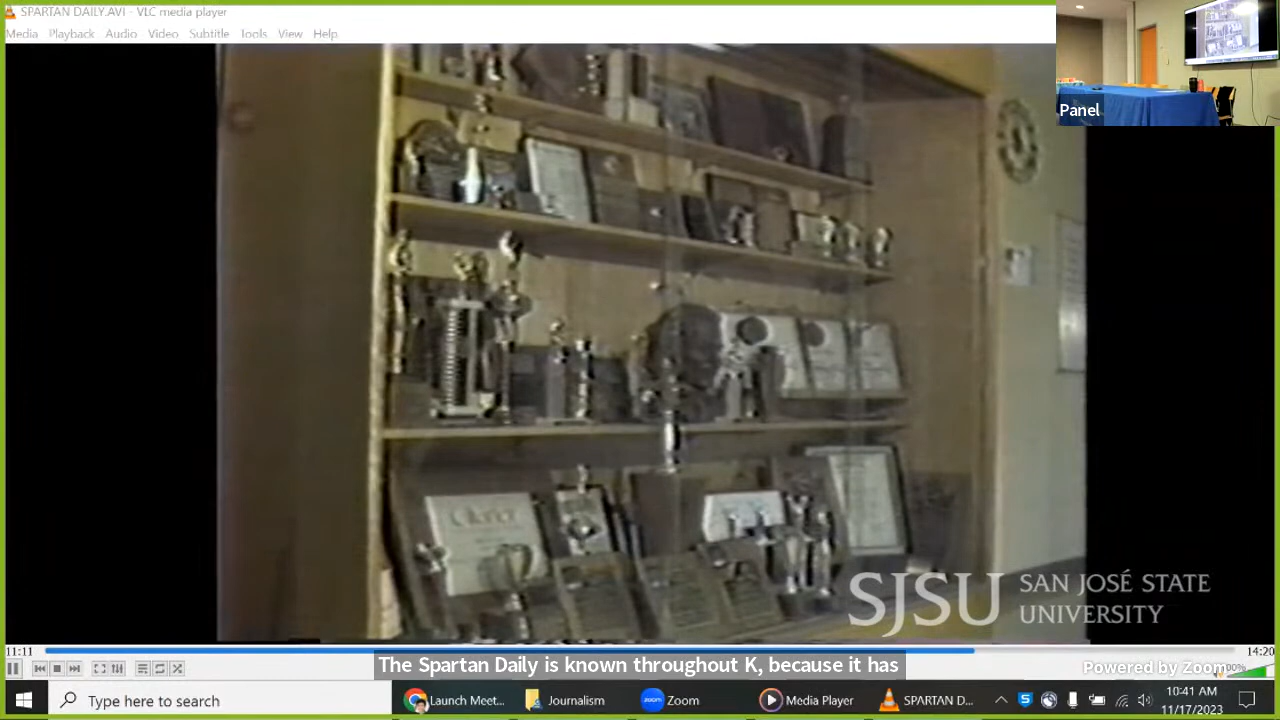 SPARTAN DAILY.AVI - VLC media player
Media Playback Audio Video Subtitle Tools View Help
Panel
SJSU SAN JOSÉ STATE
UNIVERSITY
11:11
14:20
The Spartan Daily is known throughout K, because it has
Powered by Zoom
Type here to search
Launch Meet...
Journalism
Zoom
Media Player
SPARTAN D...
10:41 AM
11/17/2023